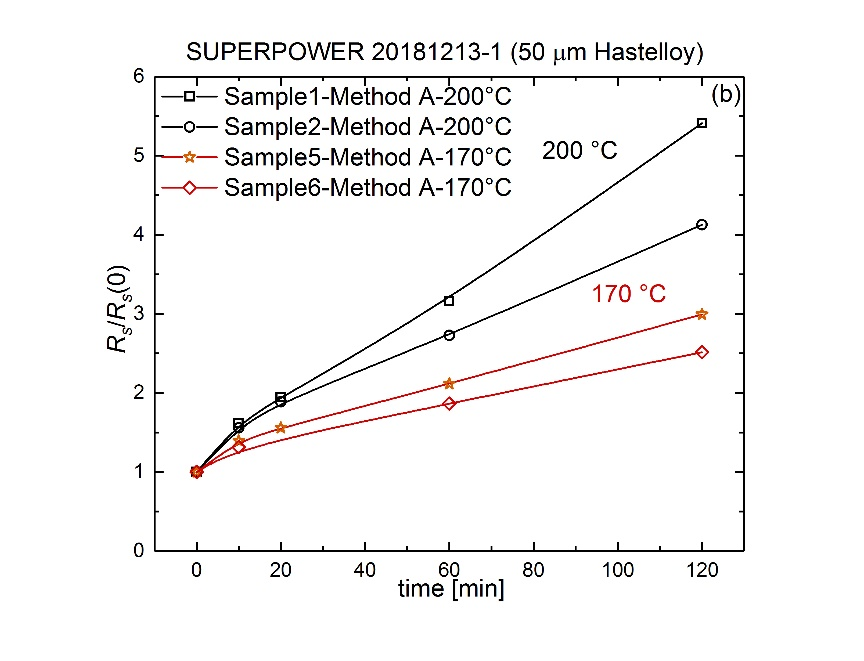 SUPERPOWER 20181213-1 (50 μm Hastelloy)
(b)
Sample1-Method A-200°C
Sample2-Method A-200°C
Sample5-Method A-170°C
Sample6-Method A-170°C
200 °C
170 °C
Rs/Rs(0)
6
5
4
3
2
1
0
0 20 40 60 80 100 120
time [min]